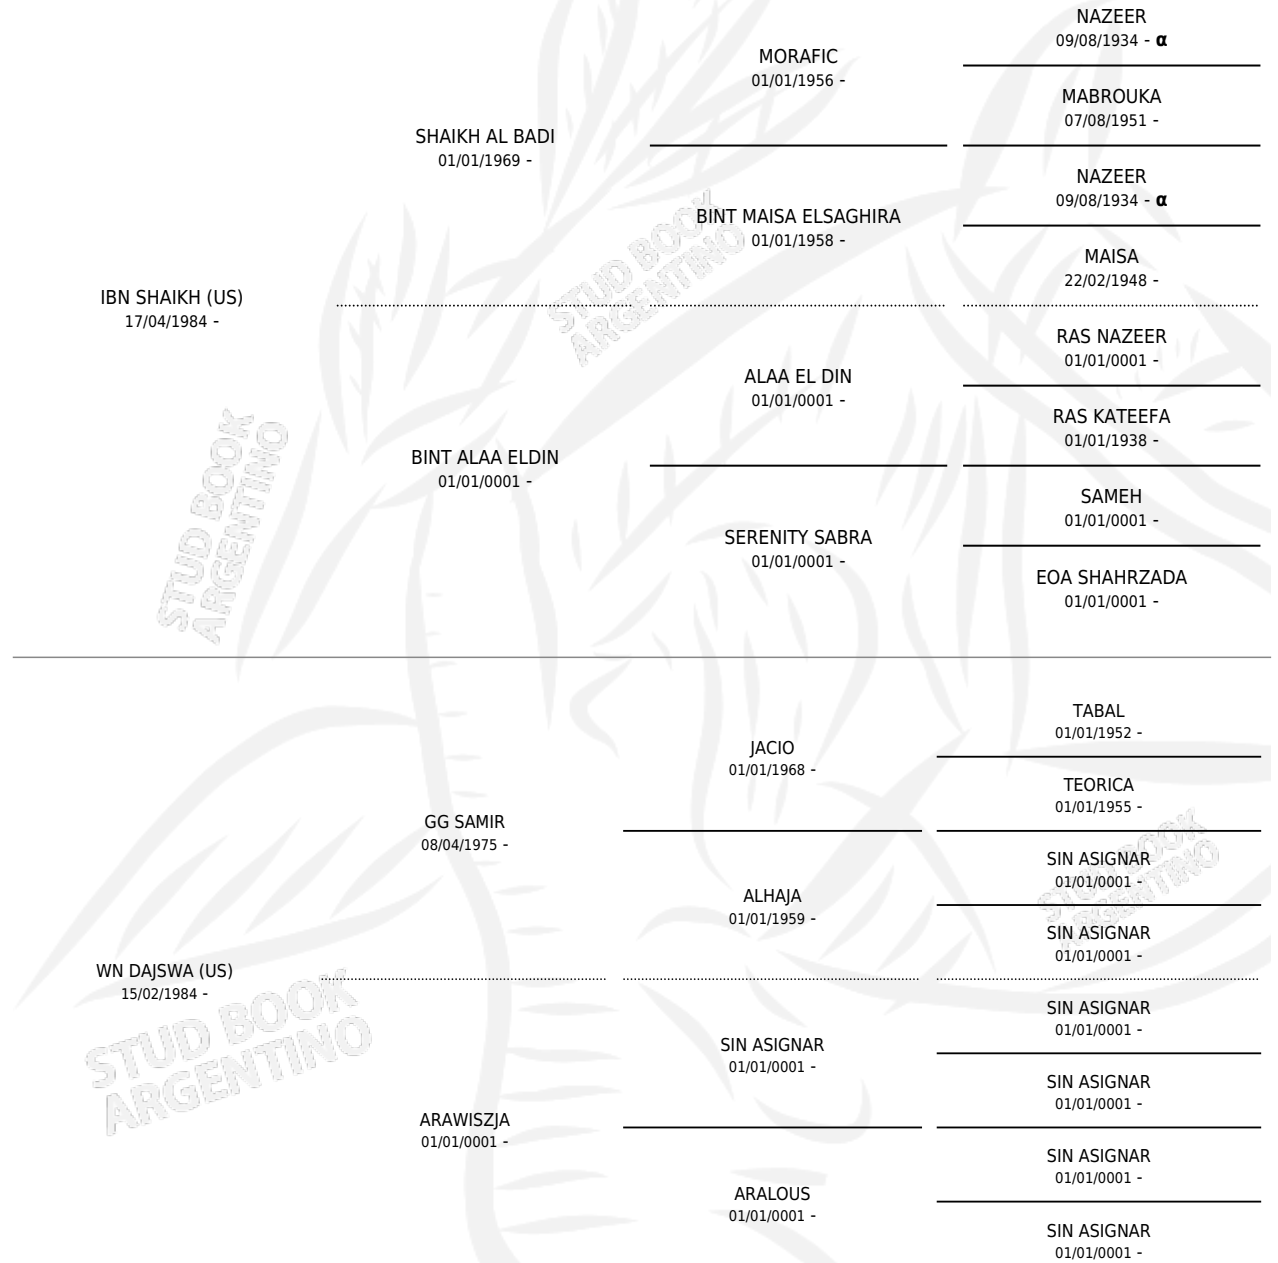 NAZEER
09/08/1934 - α
MORAFIC
01/01/1956 -
MABROUKA
07/08/1951 -
SHAIKH AL BADI
01/01/1969 -
NAZEER
09/08/1934 - α
BINT MAISA ELSAGHIRA
01/01/1958 -
MAISA
22/02/1948 -
IBN SHAIKH (US)
17/04/1984 -
RAS NAZEER
01/01/0001 -
ALAA EL DIN
01/01/0001 -
RAS KATEEFA
01/01/1938 -
BINT ALAA ELDIN
01/01/0001 -
SAMEH
01/01/0001 -
SERENITY SABRA
01/01/0001 -
EOA SHAHRZADA
01/01/0001 -
TABAL
01/01/1952 -
JACIO
01/01/1968 -
TEORICA
01/01/1955 -
GG SAMIR
08/04/1975 -
SIN ASIGNAR
01/01/0001 -
ALHAJA
01/01/1959 -
SIN ASIGNAR
01/01/0001 -
WN DAJSWA (US)
15/02/1984 -
SIN ASIGNAR
01/01/0001 -
SIN ASIGNAR
01/01/0001 -
SIN ASIGNAR
01/01/0001 -
ARAWISZJA
01/01/0001 -
SIN ASIGNAR
01/01/0001 -
ARALOUS
01/01/0001 -
SIN ASIGNAR
01/01/0001 -
STUD BOOK
ARGENTINO
STUD BOOK
ARGENTINO
STUD BOOK
ARGENTINO
STUD BOOK
ARGENTINO